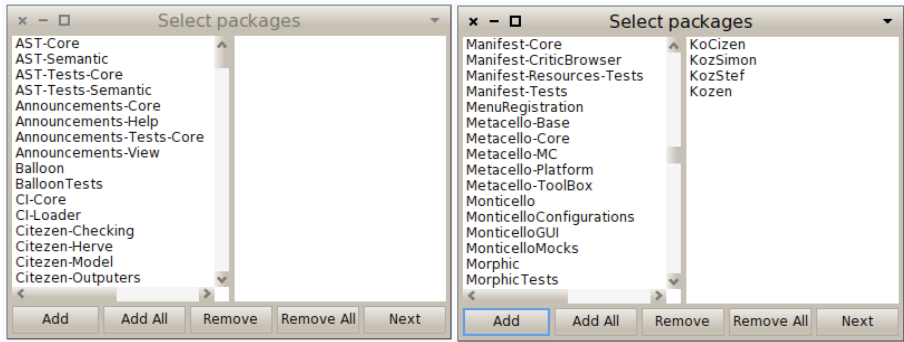 Select packages
AST-Core
AST-Semantic
AST-Tests-Core
AST-Tests-Semantic
Announcements-Core
Announcements-Help
Announcements-Tests-Core
Announcements-View
Balloon
BalloonTests
CI-Core
CI-Loader
Citezen-Checking
Citezen-Herve
Citezen-Model
Citezen-Outputers
Add
Add All
Remove
Remove All
Next
Select packages
Manifest-Core
Manifest-CriticBrowser
Manifest-Resources-Tests
Manifest-Tests
MenuRegistration
Metacello-Base
Metacello-Core
Metacello-MC
Metacello-Platform
Metacello-ToolBox
Monticello
MonticelloConfigurations
MonticelloGUI
MonticelloMocks
Morphic
MorphicTests
KoCizen
KozSimon
KozStef
Kozen
Add
Add All
Remove
Remove All
Next